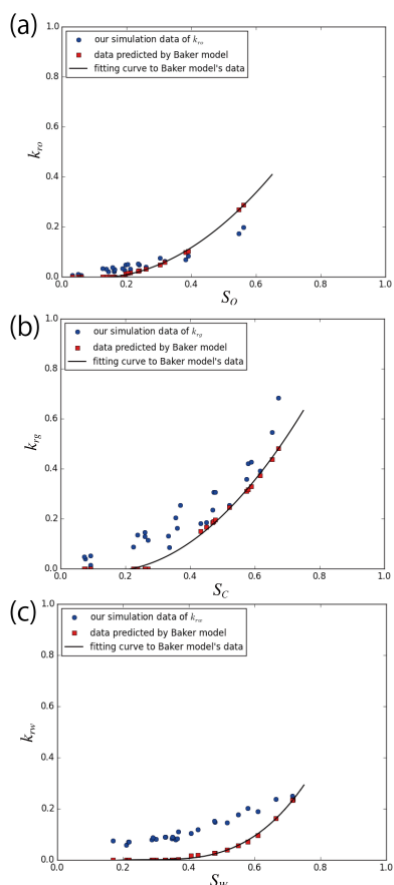 (a)
1.0
our simulation data of k_ro
data predicted by Baker model
fitting curve to Baker model's data
0.8
0.6
k_ro
0.4
0.2
0.0
0.0 0.2 0.4 0.6 0.8 1.0
S_O
(b)
1.0
our simulation data of k_rg
data predicted by Baker model
fitting curve to Baker model's data
0.8
0.6
k_rg
0.4
0.2
0.0
0.0 0.2 0.4 0.6 0.8 1.0
S_C
(c)
1.0
our simulation data of
data predicted by Baker model
fitting curve to Baker model's data
0.8
0.6
k_rw
0.4
0.2
0.0
0.0 0.2 0.4 0.6 0.8 1.0
S_W